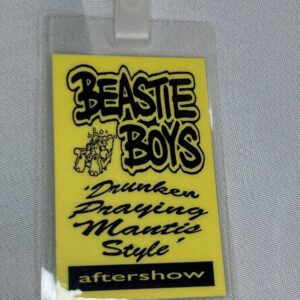 BEASTIE
BOYS
'Drunken
Praying
Mantis
Style'
aftershow